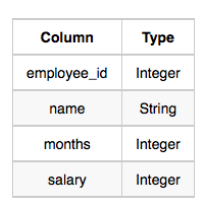 Column Type
employee_id Integer
name String
months Integer
salary Integer